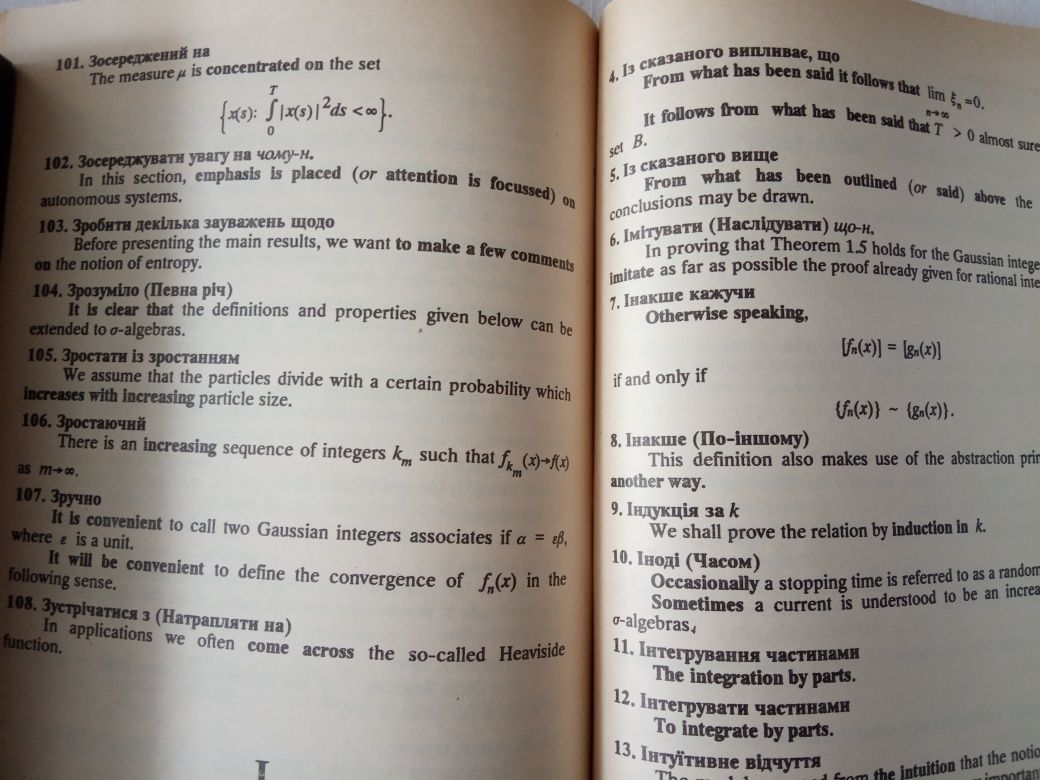 101. Зосереджений на
The measure μ is concentrated on the set
{x(s): ∫₀ᵀ |x(s)|² ds < ∞}.
102. Зосереджувати увагу на чому-н.
In this section, emphasis is placed (or attention is focussed) on
autonomous systems.
103. Зробити декілька зауважень щодо
Before presenting the main results, we want to make a few comments
on the notion of entropy.
104. Зрозуміло (Певна річ)
It is clear that the definitions and properties given below can be
extended to σ-algebras.
105. Зростати із зростанням
We assume that the particles divide with a certain probability which
increases with increasing particle size.
106. Зростаючий
There is an increasing sequence of integers kₘ such that f_{kₘ}(x)→f(x)
as m→∞.
107. Зручно
It is convenient to call two Gaussian integers associates if α = εβ,
where ε is a unit.
It will be convenient to define the convergence of fₙ(x) in the
following sense.
108. Зустрічатися з (Натрапляти на)
In applications we often come across the so-called Heaviside
function.
4. Із сказаного випливає, що
From what has been said it follows that lim ξₙ =0.
n→∞
It follows from what has been said that T > 0 almost sure
set B.
5. Із сказаного вище
From what has been outlined (or said) above the
conclusions may be drawn.
6. Імітувати (Наслідувати) що-н.
In proving that Theorem 1.5 holds for the Gaussian intege
imitate as far as possible the proof already given for rational inte
7. Інакше кажучи
Otherwise speaking,
[fₙ(x)] = [gₙ(x)]
if and only if
{fₙ(x)} ~ {gₙ(x)}.
8. Інакше (По-іншому)
This definition also makes use of the abstraction prin
another way.
9. Індукція за k
We shall prove the relation by induction in k.
10. Іноді (Часом)
Occasionally a stopping time is referred to as a random
Sometimes a current is understood to be an increa
σ-algebras.
11. Інтегрування частинами
The integration by parts.
12. Інтегрувати частинами
To integrate by parts.
13. Інтуїтивне відчуття
from the intuition that the notio